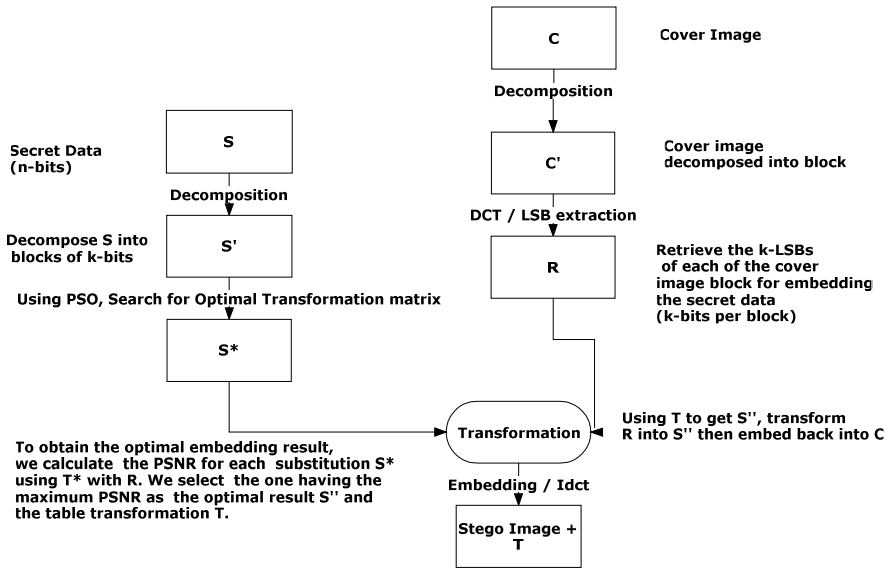 C
Cover Image
Decomposition
Secret Data
(n-bits)
S
C'
Cover image
decomposed into block
Decomposition
DCT / LSB extraction
Decompose S into
blocks of k-bits
S'
R
Retrieve the k-LSBs
of each of the cover
image block for embedding
the secret data
(k-bits per block)
Using PSO, Search for Optimal Transformation matrix
S*
Transformation
Using T to get S'', transform
R into S'' then embed back into C
To obtain the optimal embedding result,
we calculate the PSNR for each substitution S*
using T* with R. We select the one having the
maximum PSNR as the optimal result S'' and
the table transformation T.
Embedding / Idct
Stego Image +
T